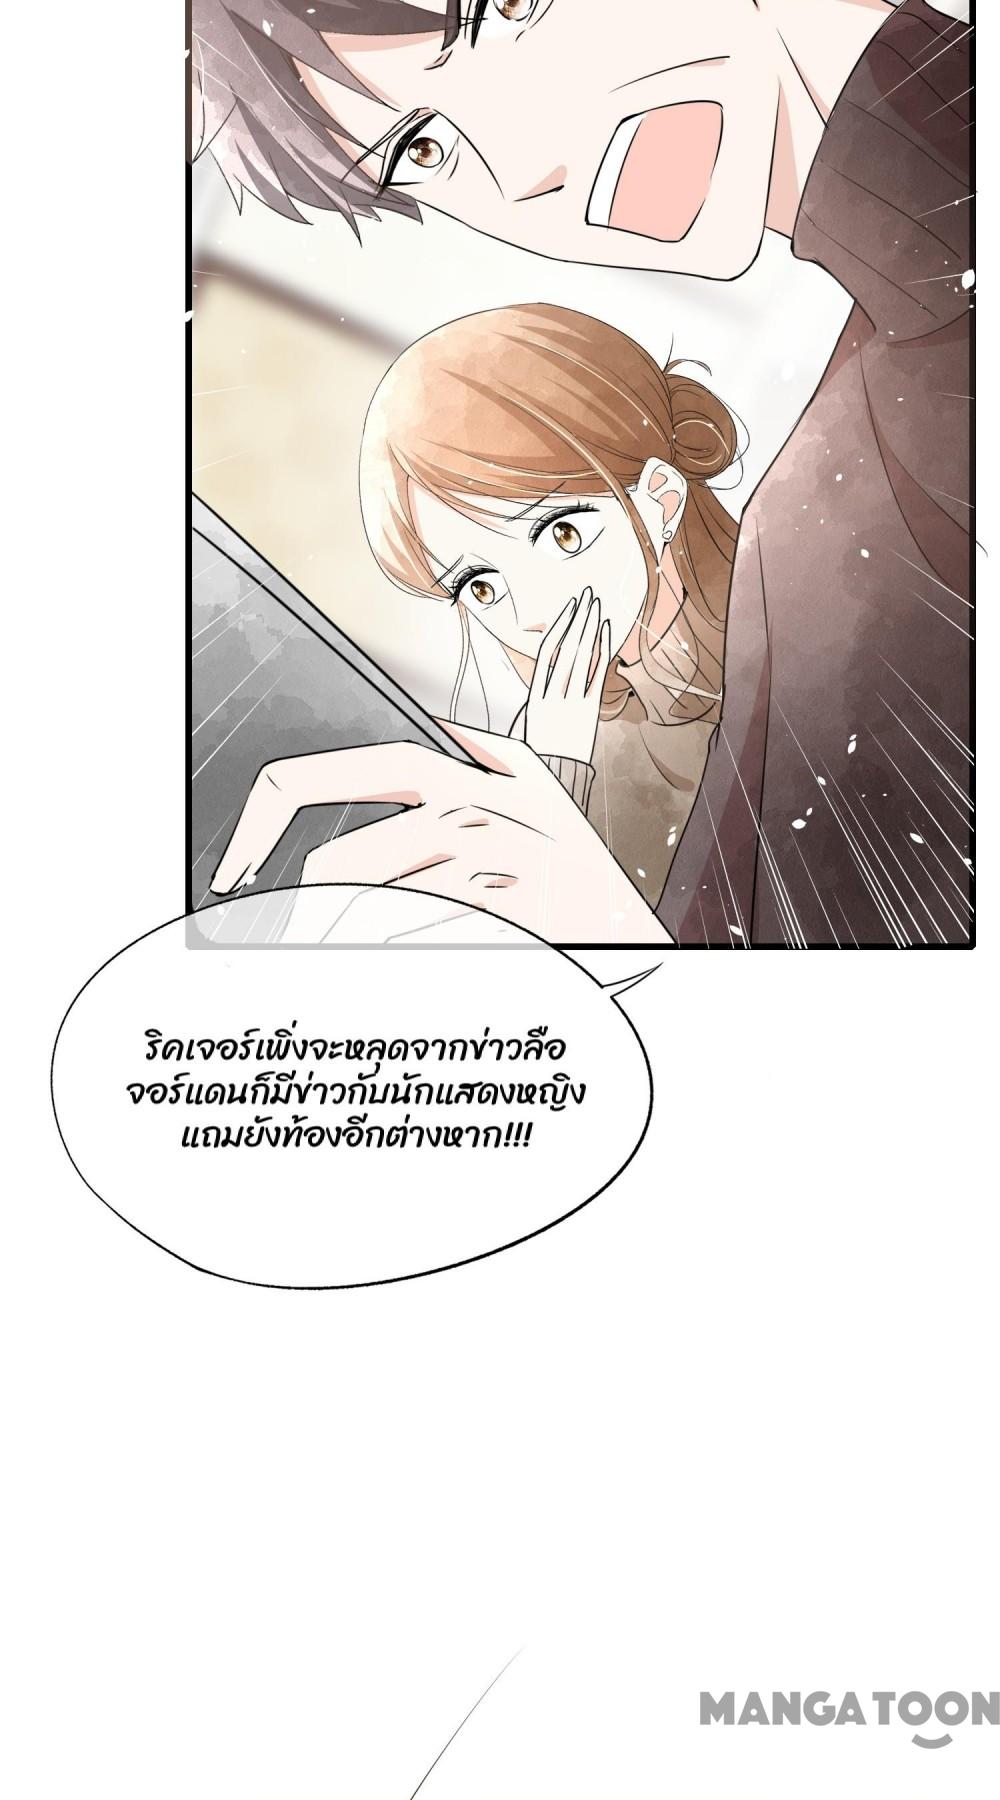 ริคเจอร์เพิ่งจะหลุดจากข่าวลือ
จอร์แดนก็มีข่าวกับนักแสดงหญิง
แถมยังท้องอีกต่างหาก!!!
MANGATOON